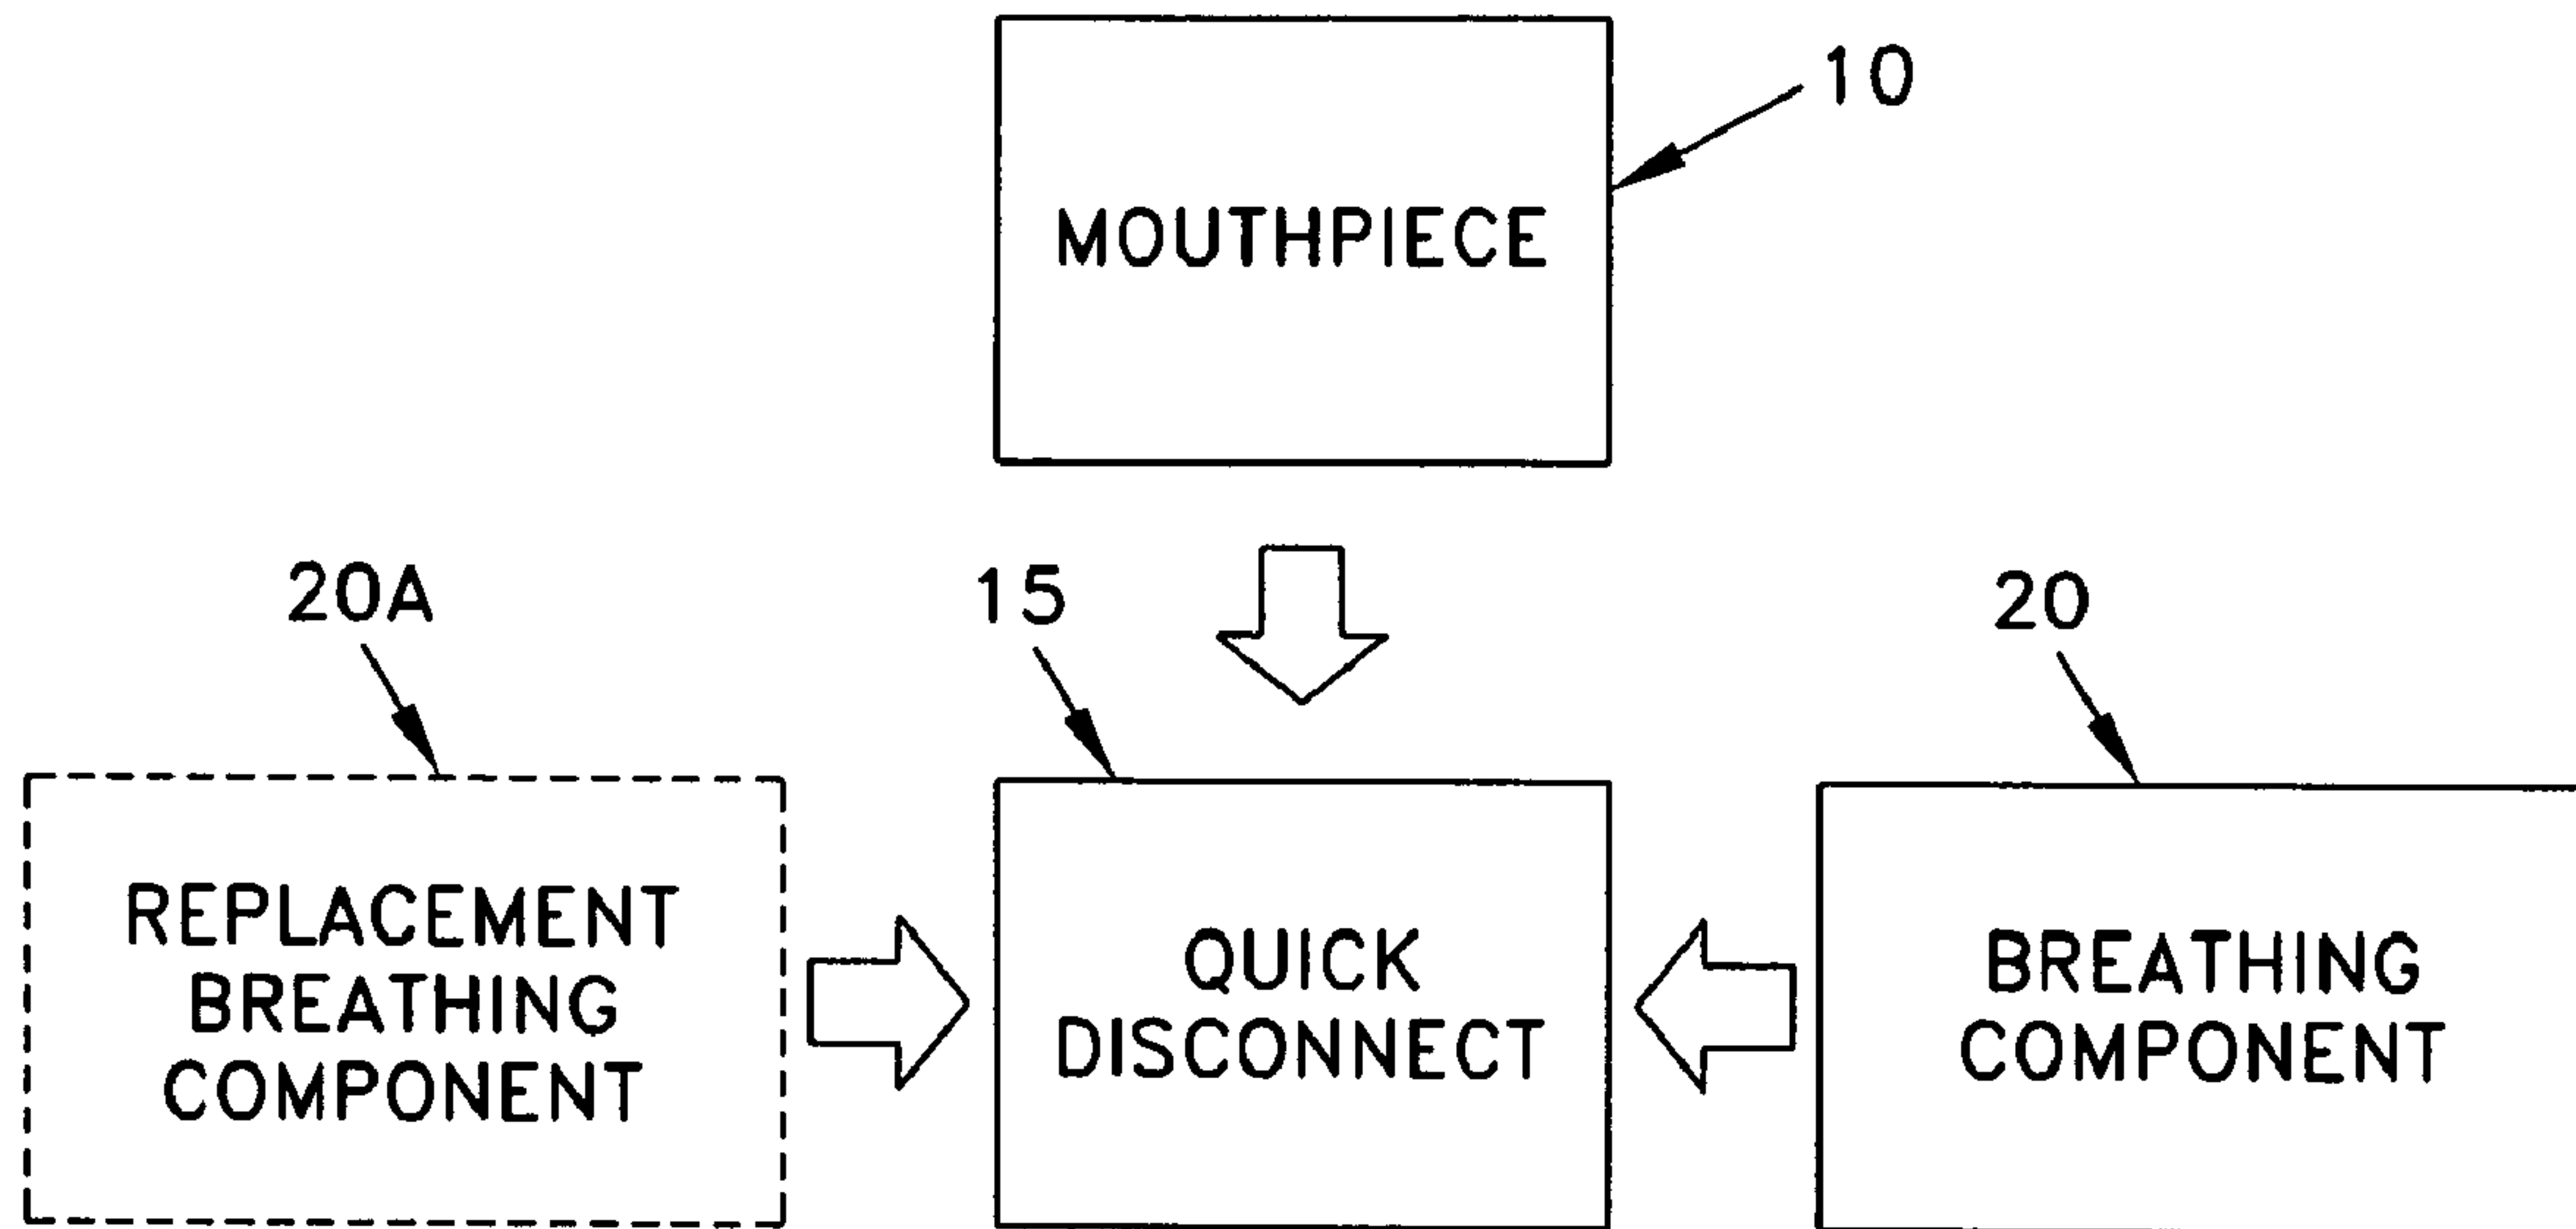 10
MOUTHPIECE
20A
15
20
REPLACEMENT
BREATHING
COMPONENT
QUICK
DISCONNECT
BREATHING
COMPONENT